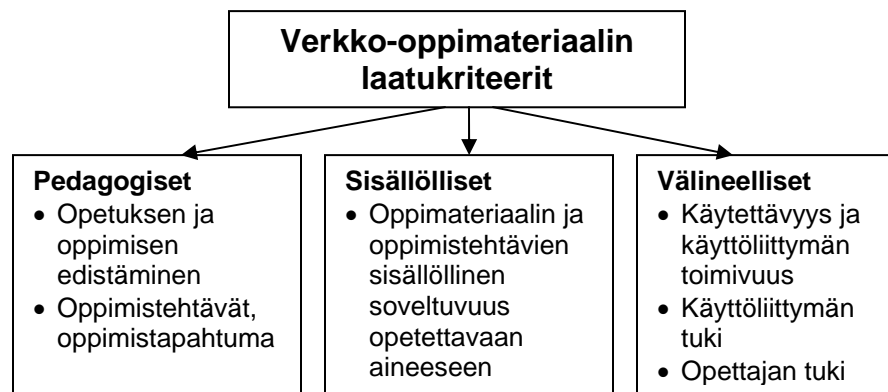 Verkko-oppimateriaalin
laatukriteerit
Pedagogiset
• Opetuksen ja
oppimisen
edistäminen
• Oppimistehtävät,
oppimistapahtuma
Sisällölliset
• Oppimateriaalin ja
oppimistehtävien
sisällöllinen
soveltuvuus
opetettavaan
aineeseen
Välineelliset
• Käytettävyys ja
käyttöliittymän
toimivuus
• Käyttöliittymän
tuki
• Opettajan tuki